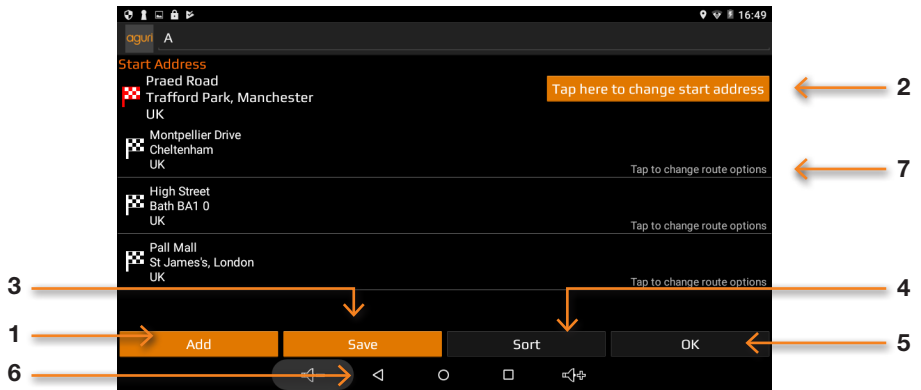 16:49
aguri A
Start Address
Praed Road
Trafford Park, Manchester
UK
Tap here to change start address
2
Montpellier Drive
Cheltenham
UK
Tap to change route options
7
High Street
Bath BA1 0
UK
Tap to change route options
Pall Mall
St James's, London
UK
Tap to change route options
3
4
1
Add
Save
Sort
OK
5
6